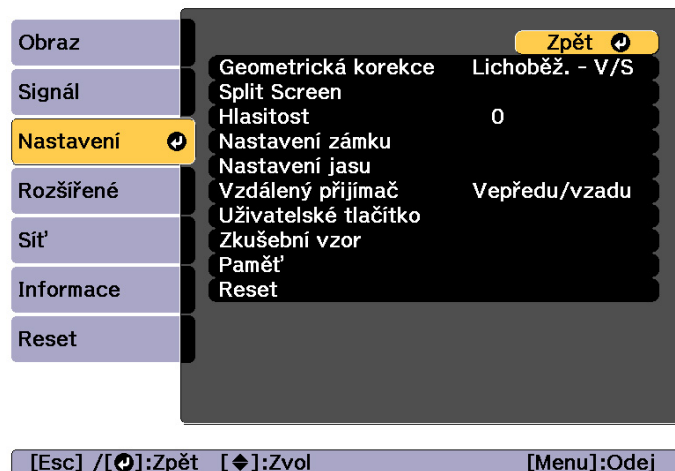 Obraz
Signál
Nastavení
Rozšířené
Síť
Informace
Reset
Zpět
Geometrická korekce Lichoběž. - V/S
Split Screen
Hlasitost 0
Nastavení zámku
Nastavení jasu
Vzdálený přijímač Vepředu/vzadu
Uživatelské tlačítko
Zkušební vzor
Paměť
Reset
[Esc] /[⏎]:Zpět [◆]:Zvol [Menu]:Odej